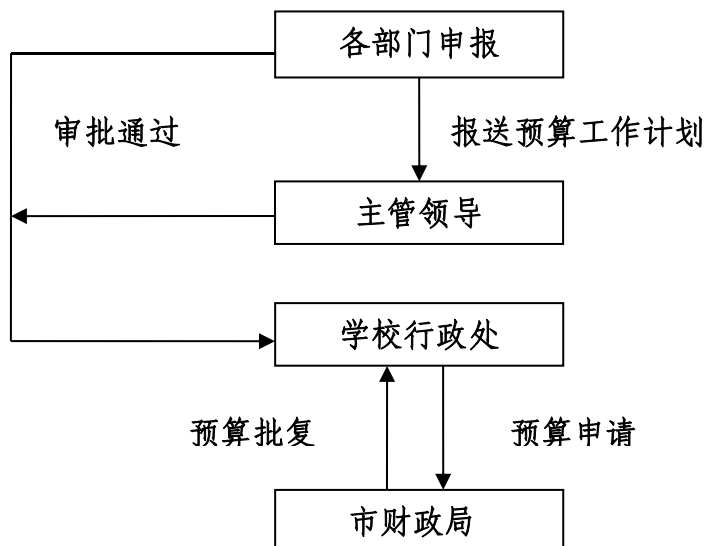 各部门申报
审批通过
报送预算工作计划
主管领导
学校行政处
预算批复
预算申请
市财政局